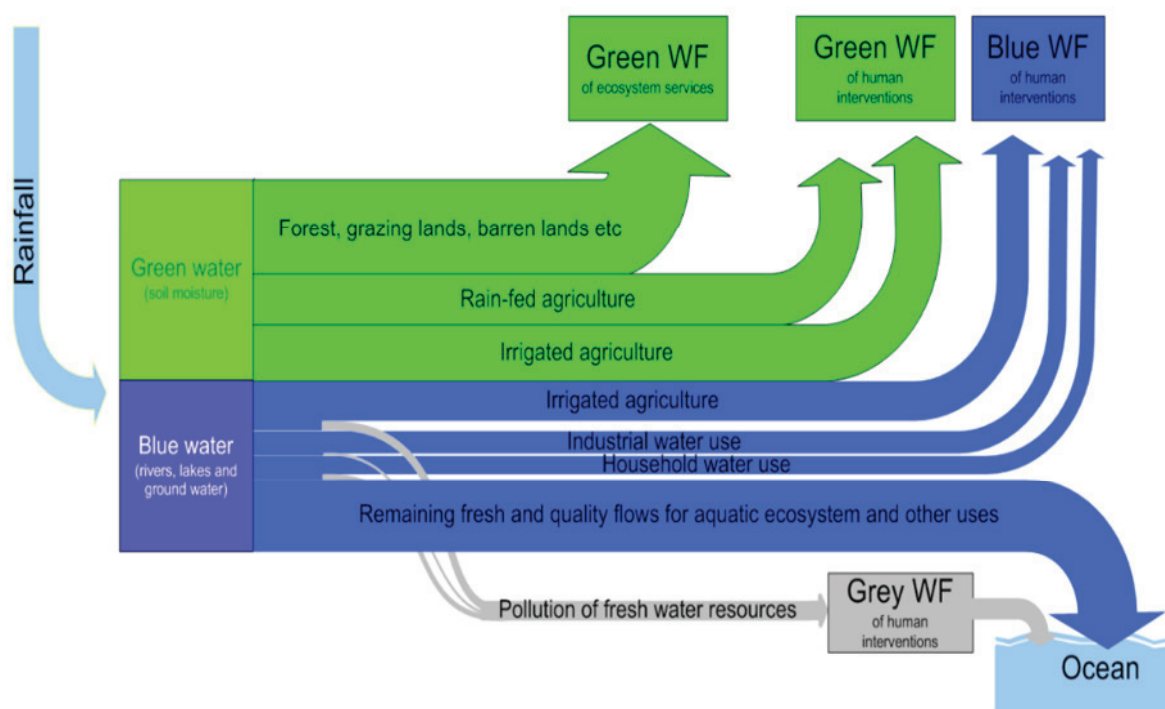 Green WF
of ecosystem services
Green WF
of human
interventions
Blue WF
of human
interventions
Rainfall
Green water
(soil moisture)
Forest, grazing lands, barren lands etc
Rain-fed agriculture
Irrigated agriculture
Blue water
(rivers, lakes and
ground water)
Irrigated agriculture
Industrial water use
Household water use
Remaining fresh and quality flows for aquatic ecosystem and other uses
Pollution of fresh water resources
Grey WF
of human
interventions
Ocean